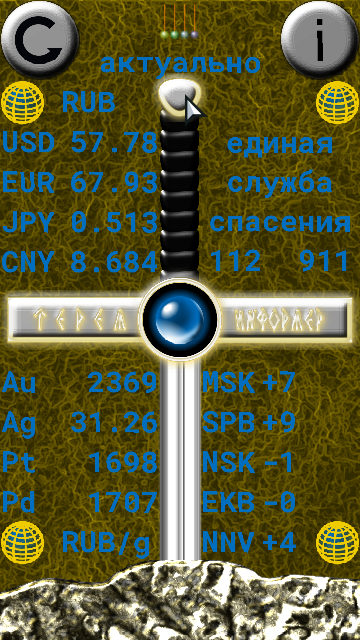 G i
актуально
RUB
USD 57.78 единая
EUR 67.93 служба
JPY 0.513 спасения
CNY 8.684 112 911
Au 2369 MSK +7
Ag 31.26 SPB +9
Pt 1698 NSK -1
Pd 1707 EKB -0
RUB/g NNV +4